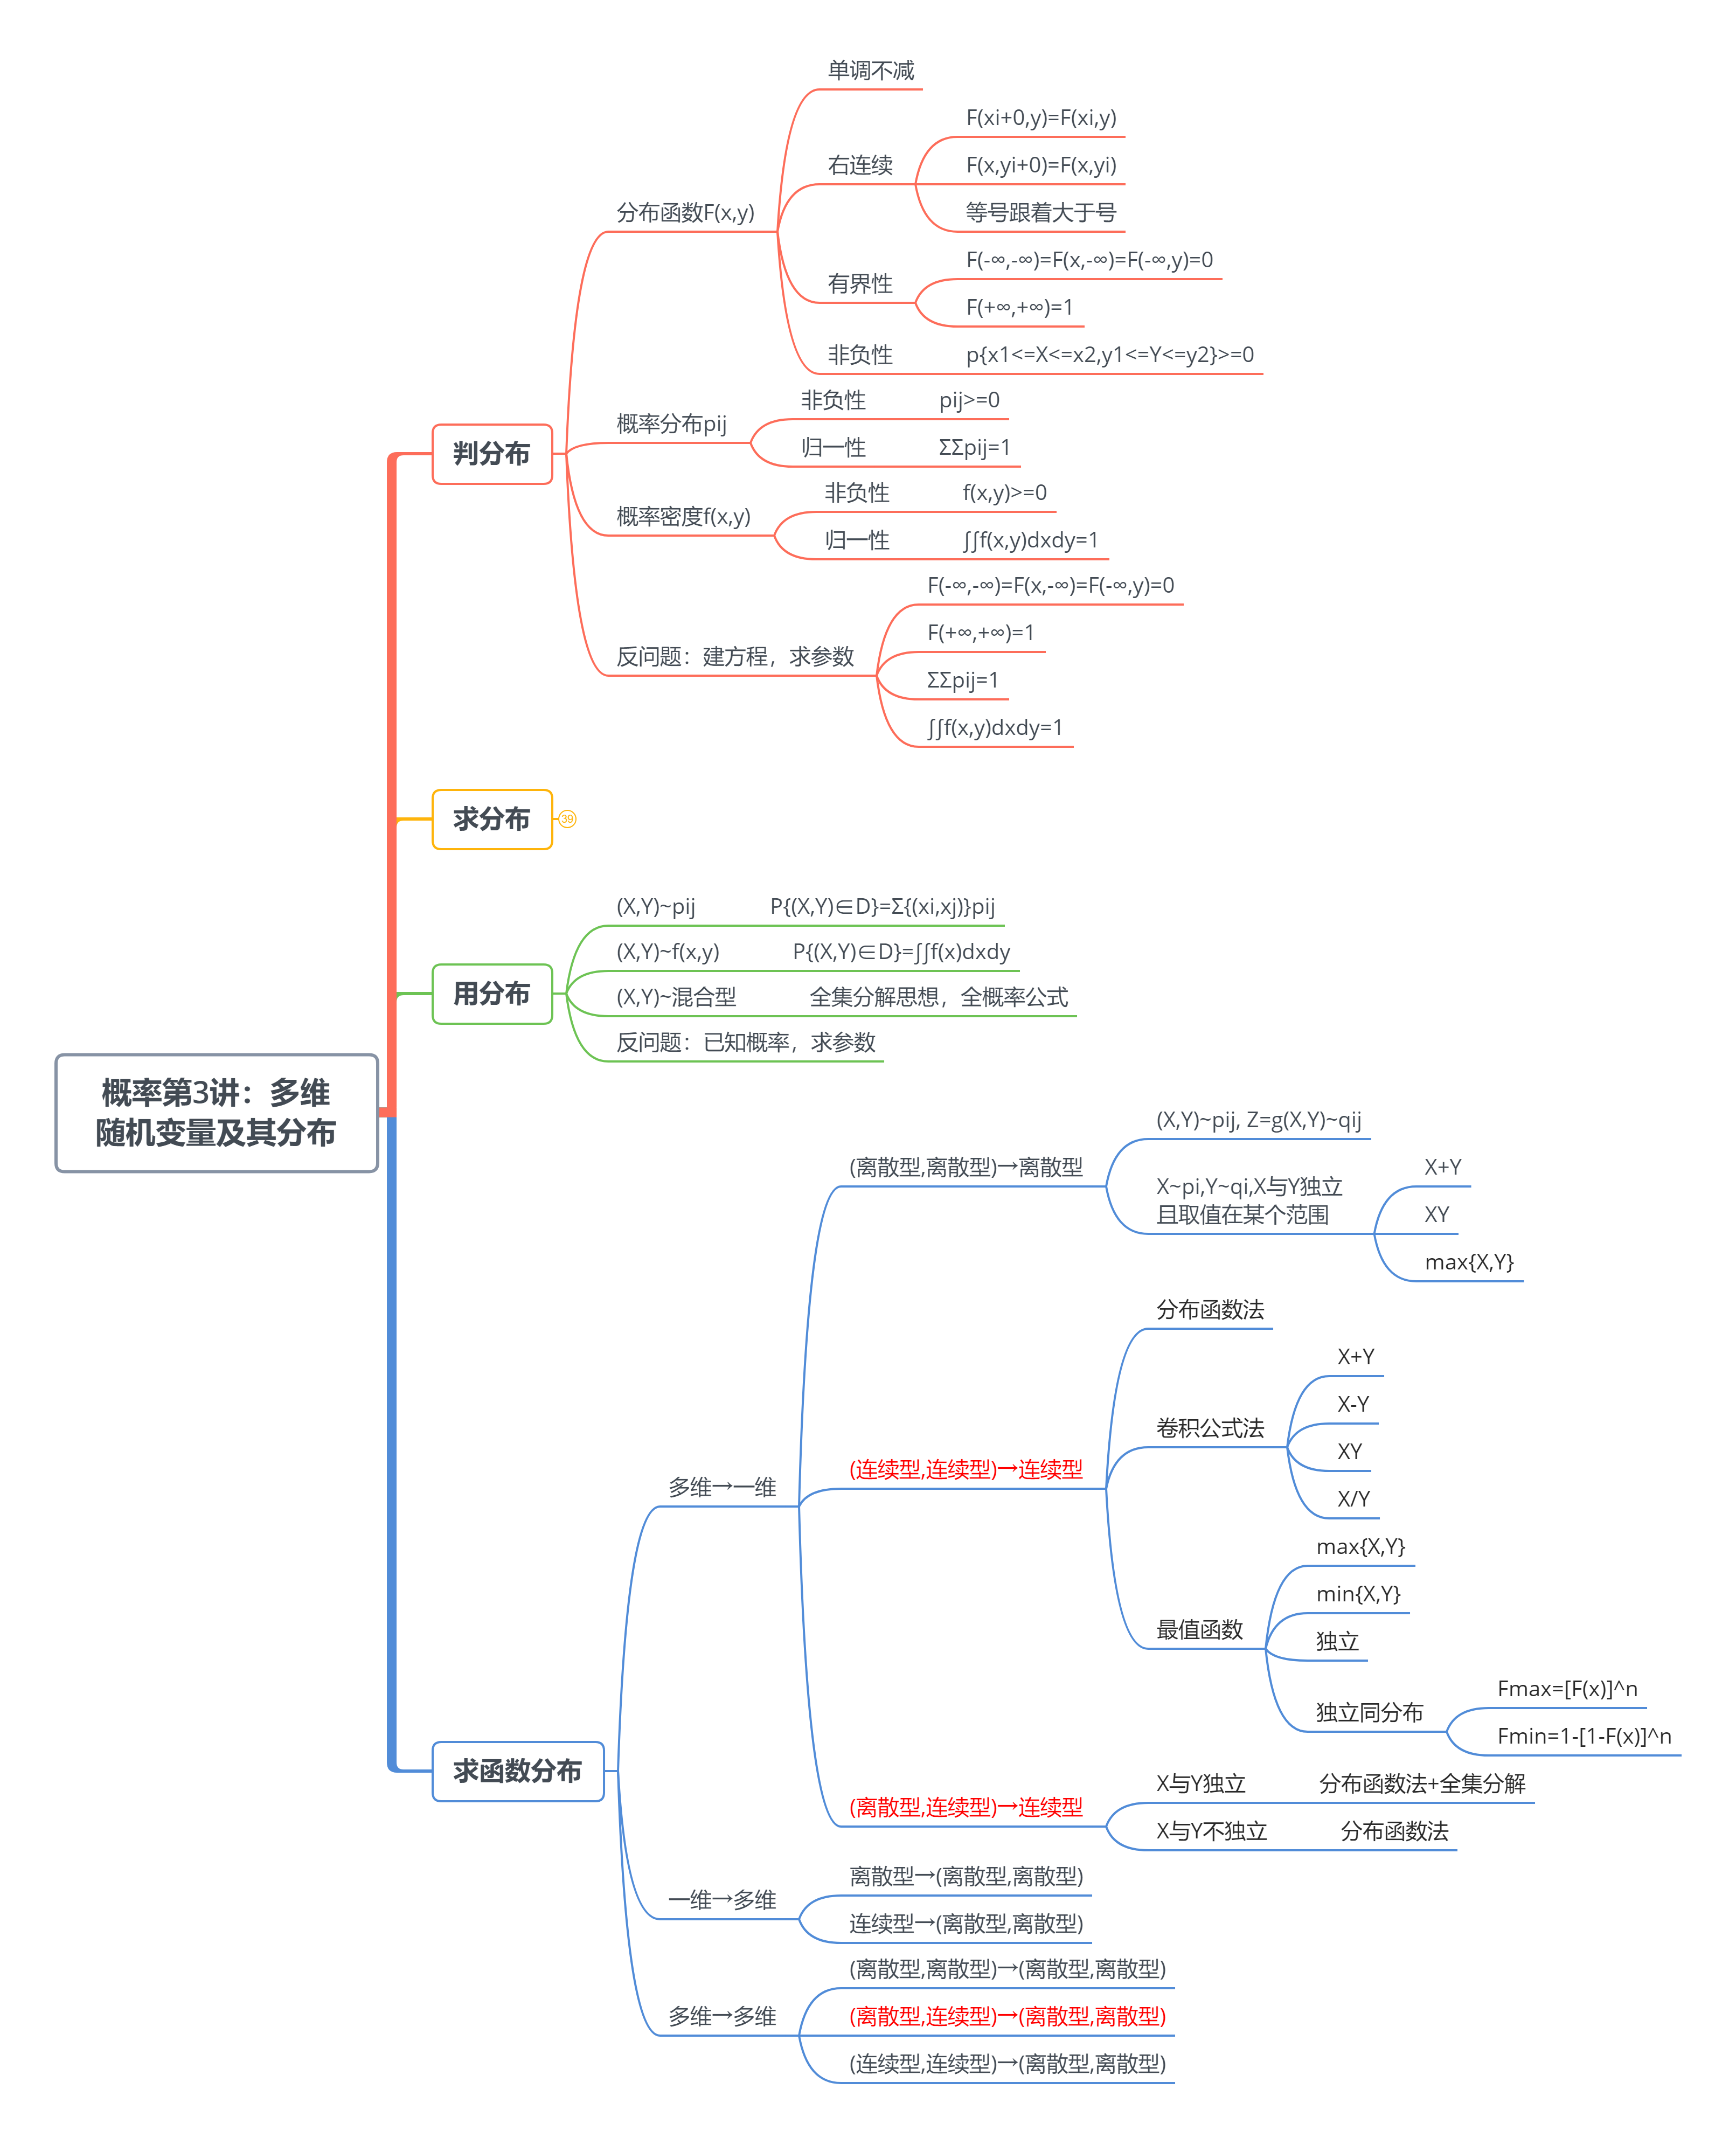 概率第3讲：多维
随机变量及其分布
判分布
分布函数F(x,y)
单调不减
右连续
F(xi+0,y)=F(xi,y)
F(x,yi+0)=F(x,yi)
等号跟着大于号
有界性
F(-∞,-∞)=F(x,-∞)=F(-∞,y)=0
F(+∞,+∞)=1
非负性
p{x1<=X<=x2,y1<=Y<=y2}>=0
概率分布pij
非负性
pij>=0
归一性
ΣΣpij=1
概率密度f(x,y)
非负性
f(x,y)>=0
归一性
∫∫f(x,y)dxdy=1
反问题：建方程，求参数
F(-∞,-∞)=F(x,-∞)=F(-∞,y)=0
F(+∞,+∞)=1
ΣΣpij=1
∫∫f(x,y)dxdy=1
求分布
39
用分布
(X,Y)~pij
P{(X,Y)∈D}=Σ{(xi,xj)}pij
(X,Y)~f(x,y)
P{(X,Y)∈D}=∫∫f(x)dxdy
(X,Y)~混合型
全集分解思想，全概率公式
反问题：已知概率，求参数
求函数分布
多维→一维
(离散型,离散型)→离散型
(X,Y)~pij, Z=g(X,Y)~qij
X~pi,Y~qi,X与Y独立
且取值在某个范围
X+Y
XY
max{X,Y}
(连续型,连续型)→连续型
分布函数法
卷积公式法
X+Y
X-Y
XY
X/Y
最值函数
max{X,Y}
min{X,Y}
独立
独立同分布
Fmax=[F(x)]^n
Fmin=1-[1-F(x)]^n
(离散型,连续型)→连续型
X与Y独立
分布函数法+全集分解
X与Y不独立
分布函数法
一维→多维
离散型→(离散型,离散型)
连续型→(离散型,离散型)
多维→多维
(离散型,离散型)→(离散型,离散型)
(离散型,连续型)→(离散型,离散型)
(连续型,连续型)→(离散型,离散型)